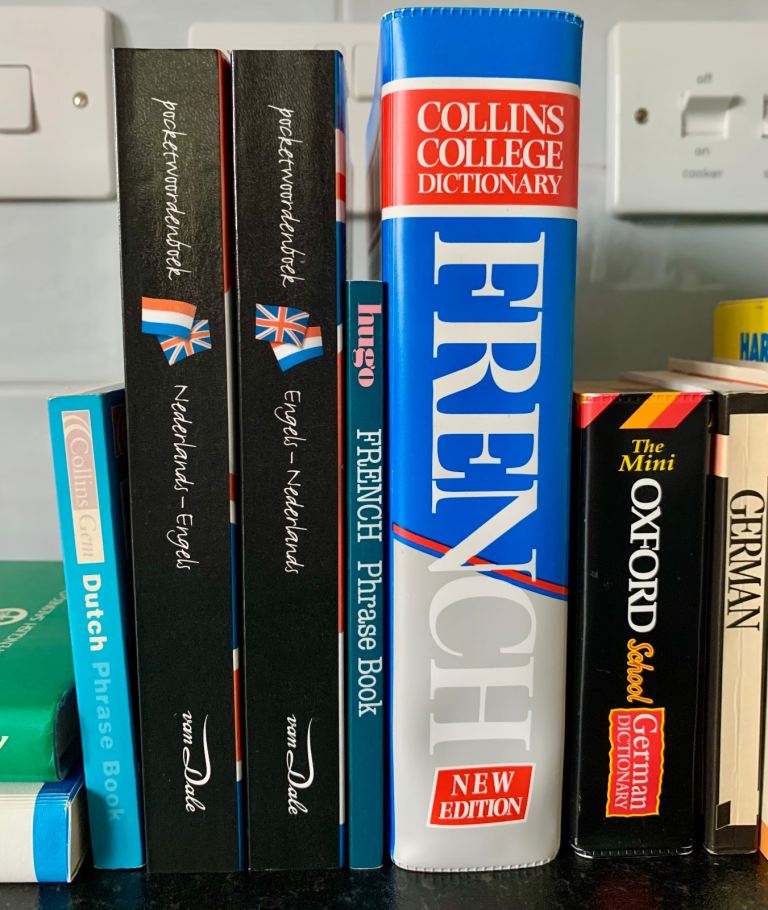 off
on
cooker
Collins Gem
Dutch Phrase Book
pocketwoordenboek
Nederlands – Engels
van Dale
pocketwoordenboek
Engels – Nederlands
van Dale
hugo
FRENCH Phrase Book
COLLINS
COLLEGE
DICTIONARY
FRENCH
NEW
EDITION
The
Mini
OXFORD School
German
DICTIONARY
GERMAN
HAR